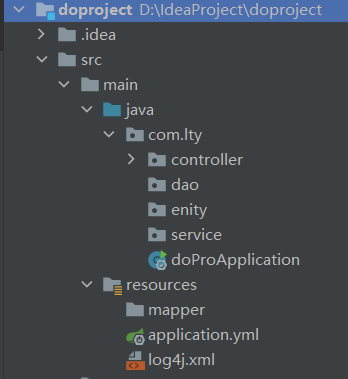 doproject D:\IdeaProject\doproject
.idea
src
main
java
com.lty
controller
dao
enity
service
doProApplication
resources
mapper
application.yml
log4j.xml